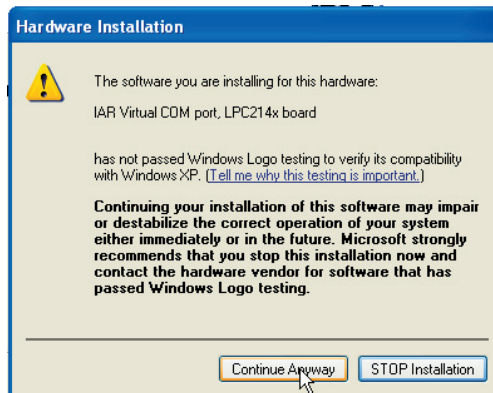 Hardware Installation
The software you are installing for this hardware:
IAR Virtual COM port, LPC214x board
has not passed Windows Logo testing to verify its compatibility
with Windows XP. (Tell me why this testing is important.)
Continuing your installation of this software may impair
or destabilize the correct operation of your system
either immediately or in the future. Microsoft strongly
recommends that you stop this installation now and
contact the hardware vendor for software that has
passed Windows Logo testing.
Continue Anyway STOP Installation